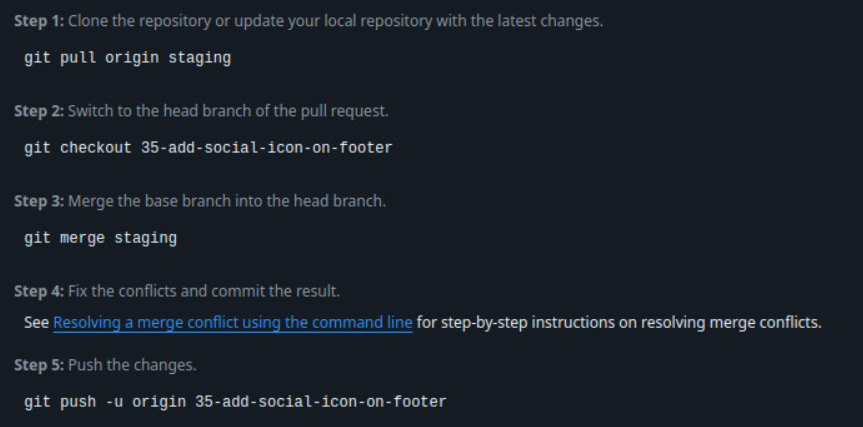 Step 1: Clone the repository or update your local repository with the latest changes.
git pull origin staging
Step 2: Switch to the head branch of the pull request.
git checkout 35-add-social-icon-on-footer
Step 3: Merge the base branch into the head branch.
git merge staging
Step 4: Fix the conflicts and commit the result.
See Resolving a merge conflict using the command line for step-by-step instructions on resolving merge conflicts.
Step 5: Push the changes.
git push -u origin 35-add-social-icon-on-footer